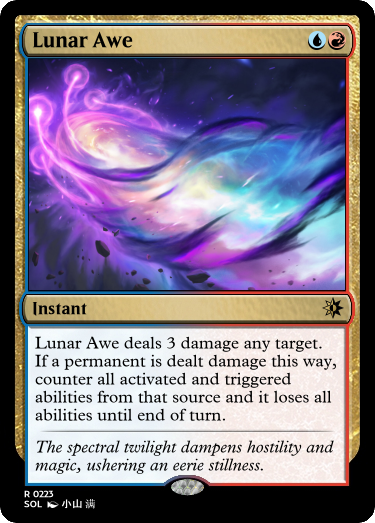 Lunar Awe
Instant
Lunar Awe deals 3 damage any target.
If a permanent is dealt damage this way,
counter all activated and triggered
abilities from that source and it loses all
abilities until end of turn.
The spectral twilight dampens hostility and
magic, ushering an eerie stillness.
R 0223
SOL 小山 满